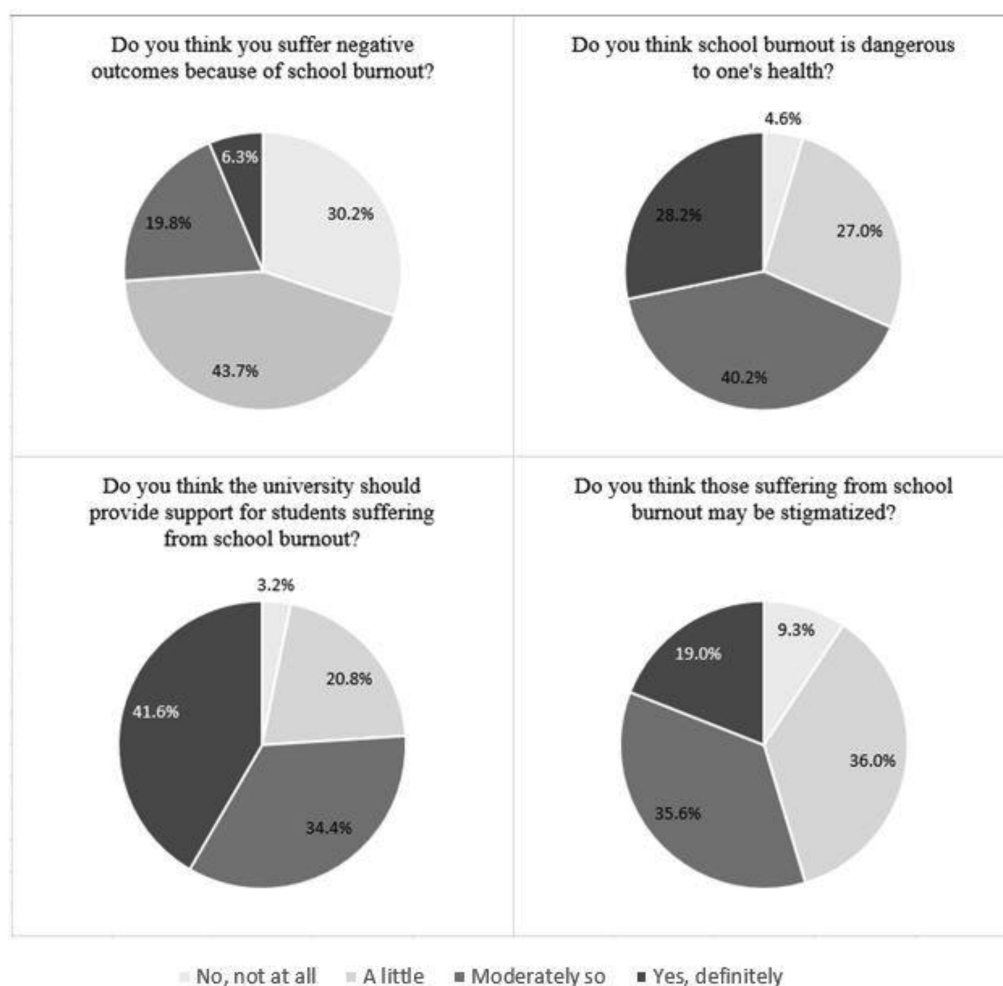 Do you think you suffer negative
outcomes because of school burnout?
6.3%
30.2%
19.8%
43.7%
Do you think school burnout is dangerous
to one's health?
4.6%
28.2%
27.0%
40.2%
Do you think the university should
provide support for students suffering
from school burnout?
3.2%
20.8%
41.6%
34.4%
Do you think those suffering from school
burnout may be stigmatized?
9.3%
19.0%
36.0%
35.6%
No, not at all A little Moderately so Yes, definitely